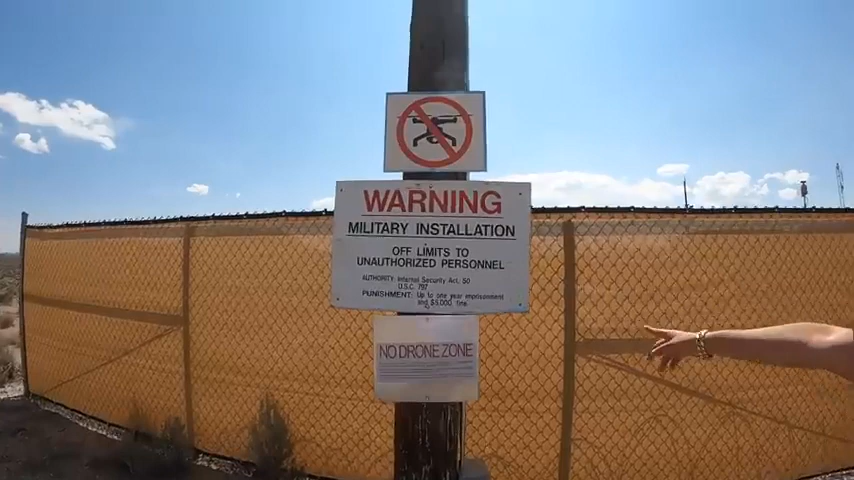 WARNING
MILITARY INSTALLATION
OFF LIMITS TO
UNAUTHORIZED PERSONNEL
AUTHORITY: Internal Security Act, 50
U.S.C. 797
PUNISHMENT: Up to one year imprisonment
and $5,000 fine.
NO DRONE ZONE